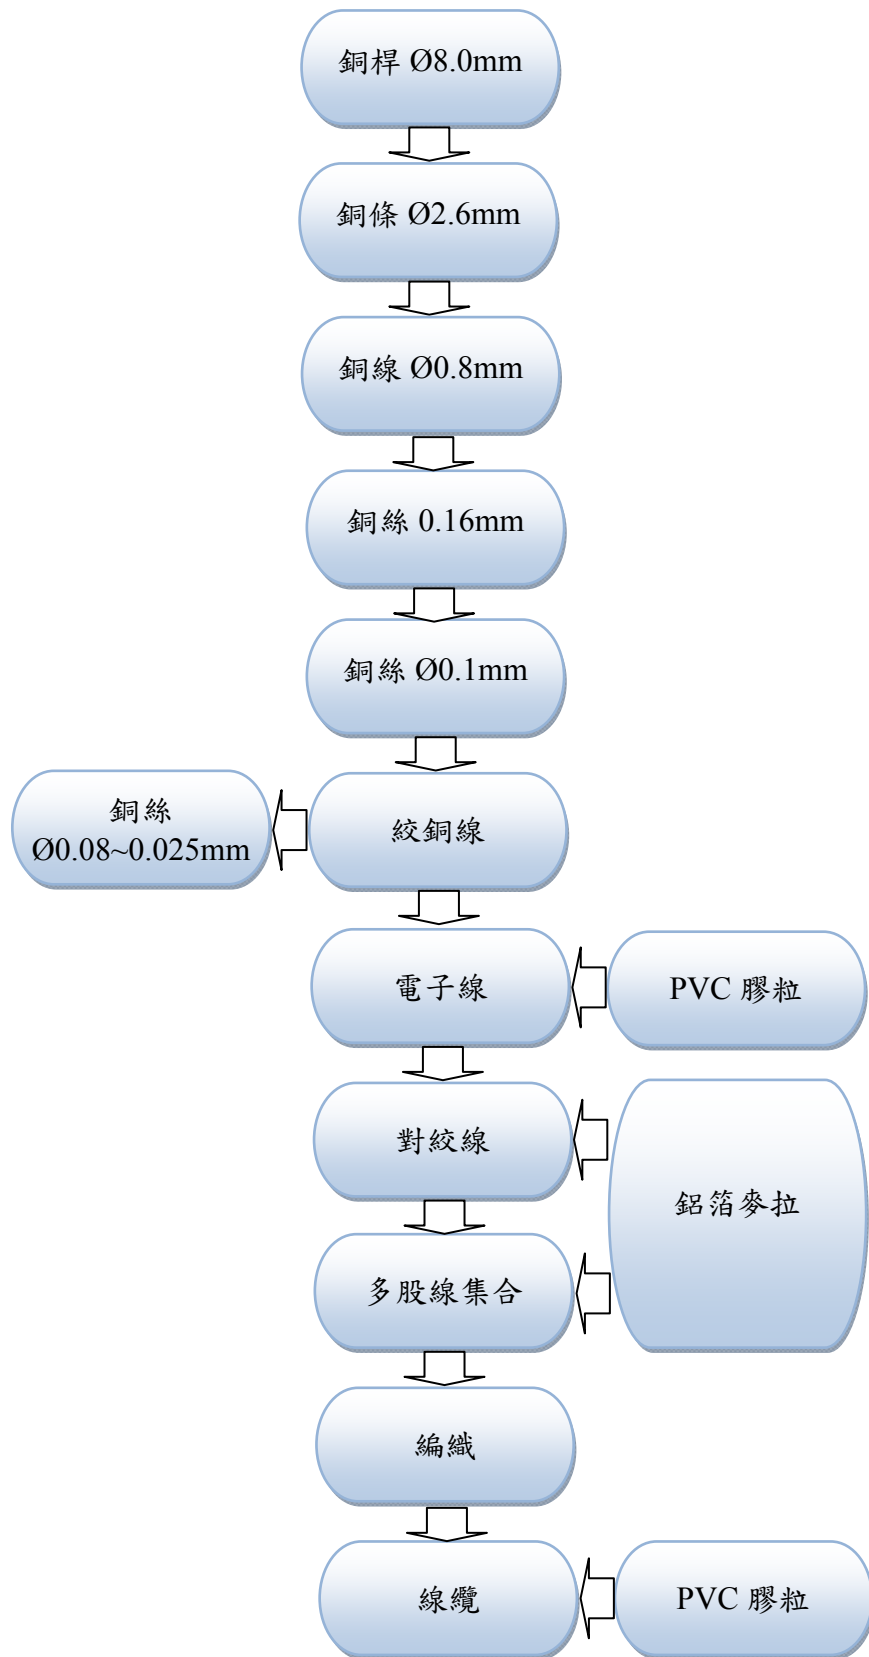 銅桿 Ø8.0mm
銅條 Ø2.6mm
銅線 Ø0.8mm
銅絲 0.16mm
銅絲 Ø0.1mm
銅絲
Ø0.08~0.025mm
絞銅線
電子線
PVC 膠粒
對絞線
鋁箔麥拉
多股線集合
編織
線纜
PVC 膠粒